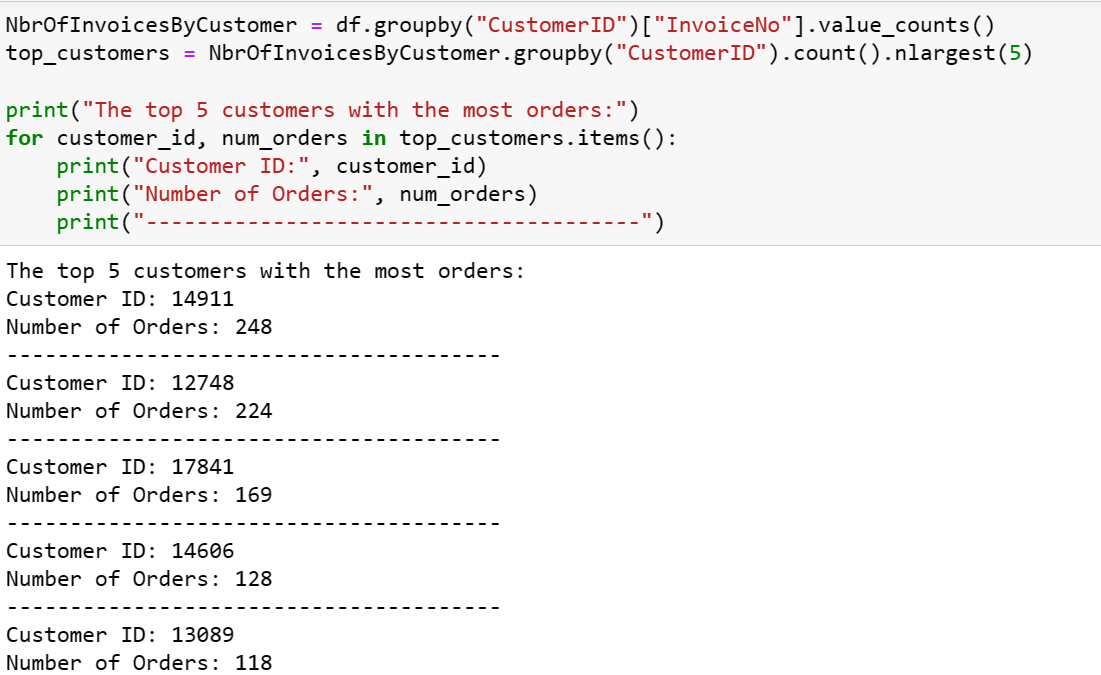 NbrOfInvoicesByCustomer = df.groupby("CustomerID")["InvoiceNo"].value_counts()
top_customers = NbrOfInvoicesByCustomer.groupby("CustomerID").count().nlargest(5)

print("The top 5 customers with the most orders:")
for customer_id, num_orders in top_customers.items():
    print("Customer ID:", customer_id)
    print("Number of Orders:", num_orders)
    print("---------------------------------------")
The top 5 customers with the most orders:
Customer ID: 14911
Number of Orders: 248
---------------------------------------
Customer ID: 12748
Number of Orders: 224
---------------------------------------
Customer ID: 17841
Number of Orders: 169
---------------------------------------
Customer ID: 14606
Number of Orders: 128
---------------------------------------
Customer ID: 13089
Number of Orders: 118